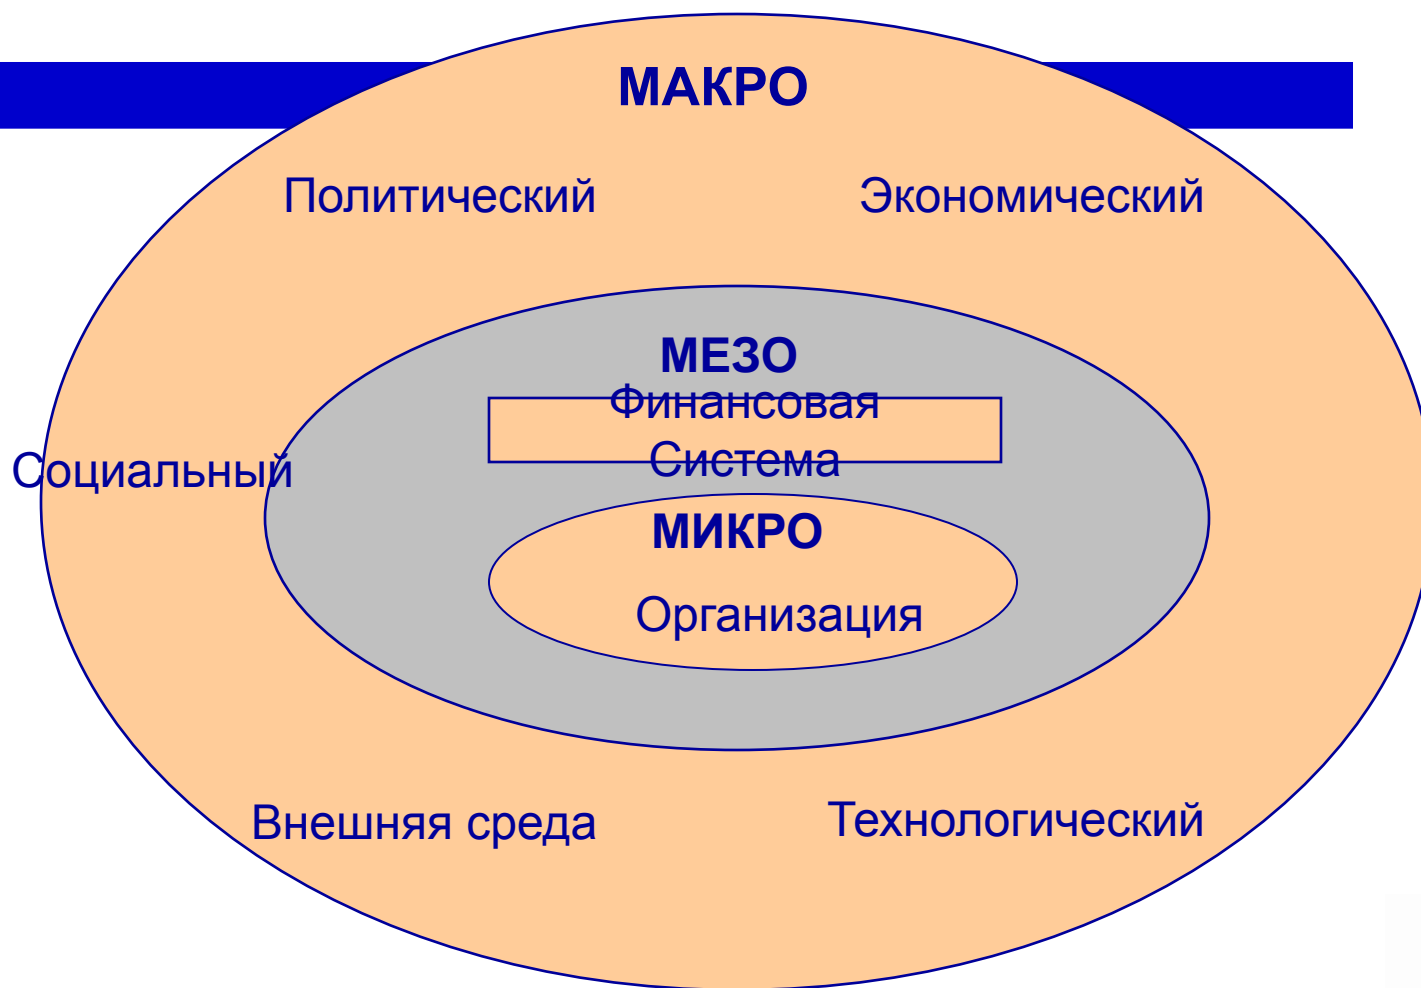 МАКРО
Политический
Экономический
МЕЗО
Финансовая
Система
Социальный
МИКРО
Организация
Внешняя среда
Технологический